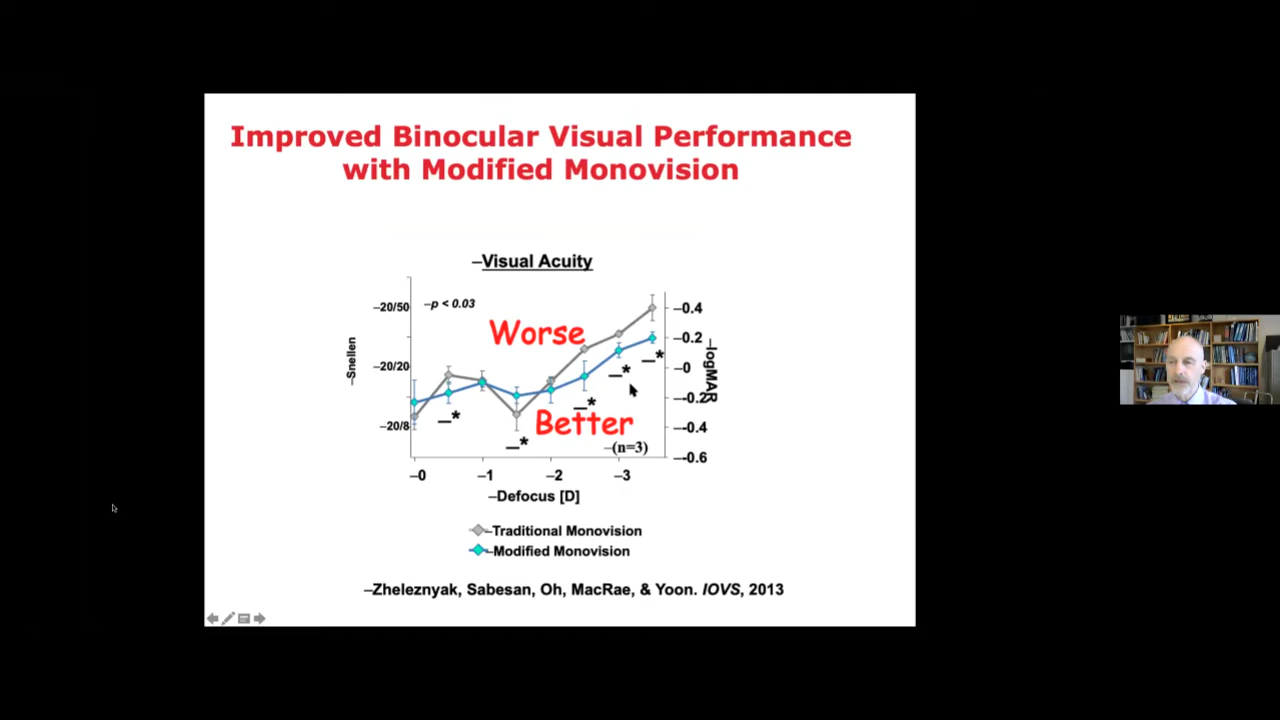 Improved Binocular Visual Performance
with Modified Monovision
–Visual Acuity
–20/50
–p < 0.03
Worse
–0.4
–0.2
–Snellen
–20/20
–*
–0
–logMAR
–*
–-0.2
–*
–*
Better
–20/8
–-0.4
–*
–(n=3)
–-0.6
–0
–1
–2
–3
–Defocus [D]
–Traditional Monovision
–Modified Monovision
–Zheleznyak, Sabesan, Oh, MacRae, & Yoon. IOVS, 2013